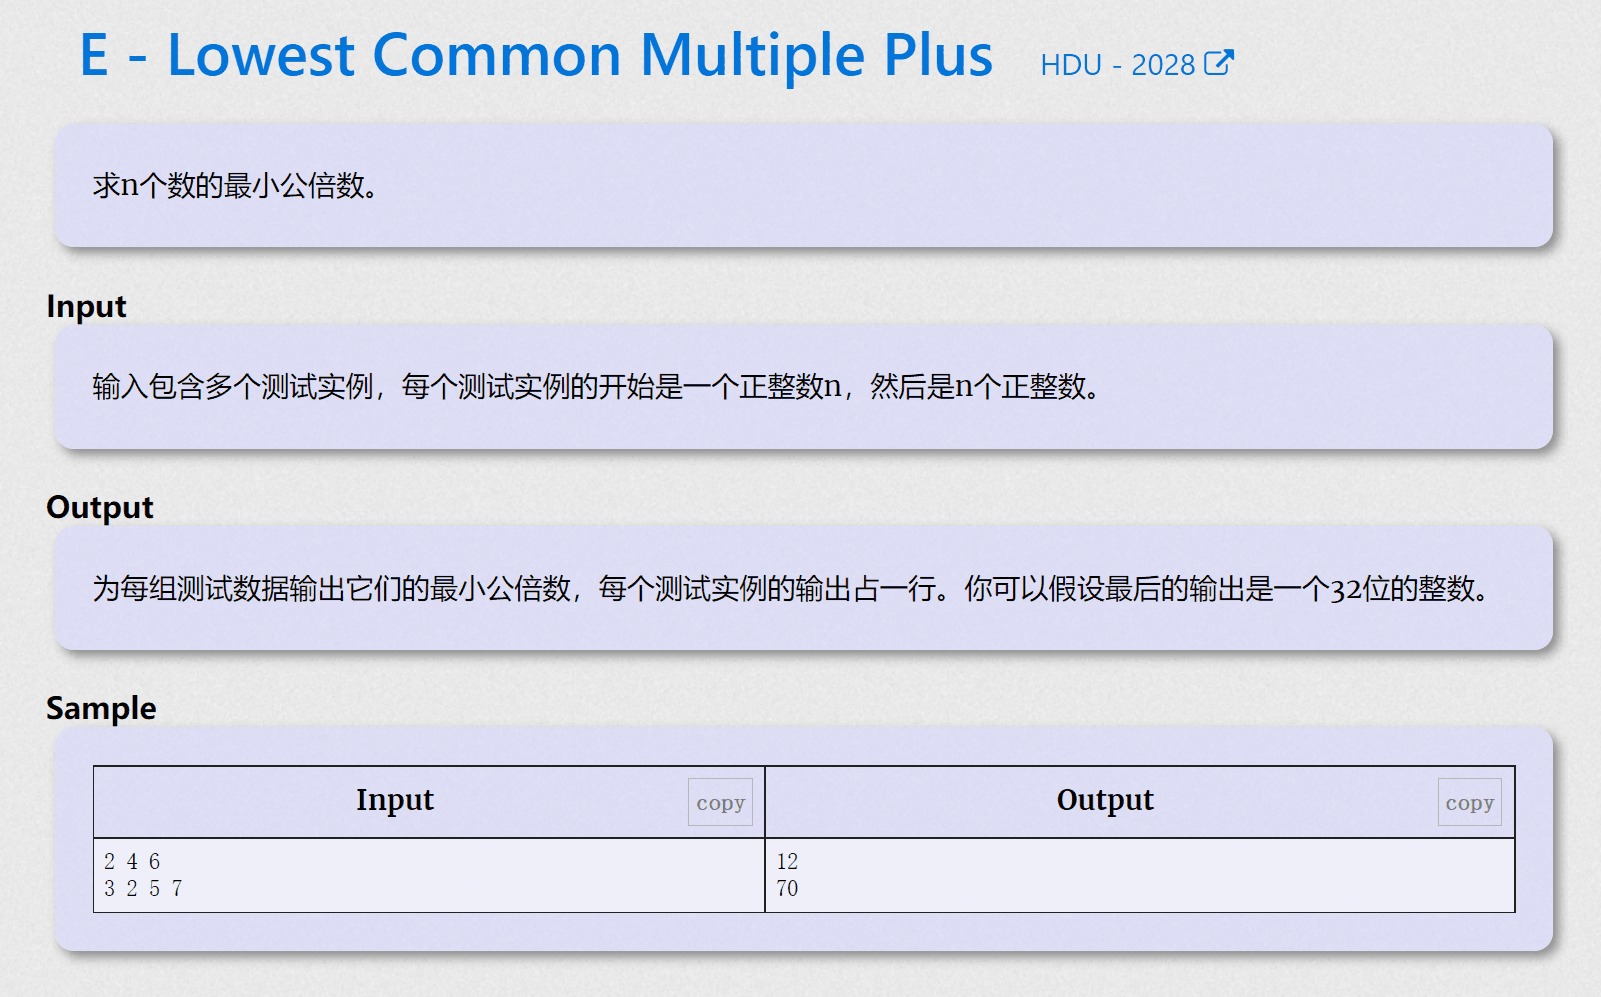 E - Lowest Common Multiple Plus HDU - 2028
求n个数的最小公倍数。
Input
输入包含多个测试实例，每个测试实例的开始是一个正整数n，然后是n个正整数。
Output
为每组测试数据输出它们的最小公倍数，每个测试实例的输出占一行。你可以假设最后的输出是一个32位的整数。
Sample
Input copy Output copy
2 4 6 12
3 2 5 7 70